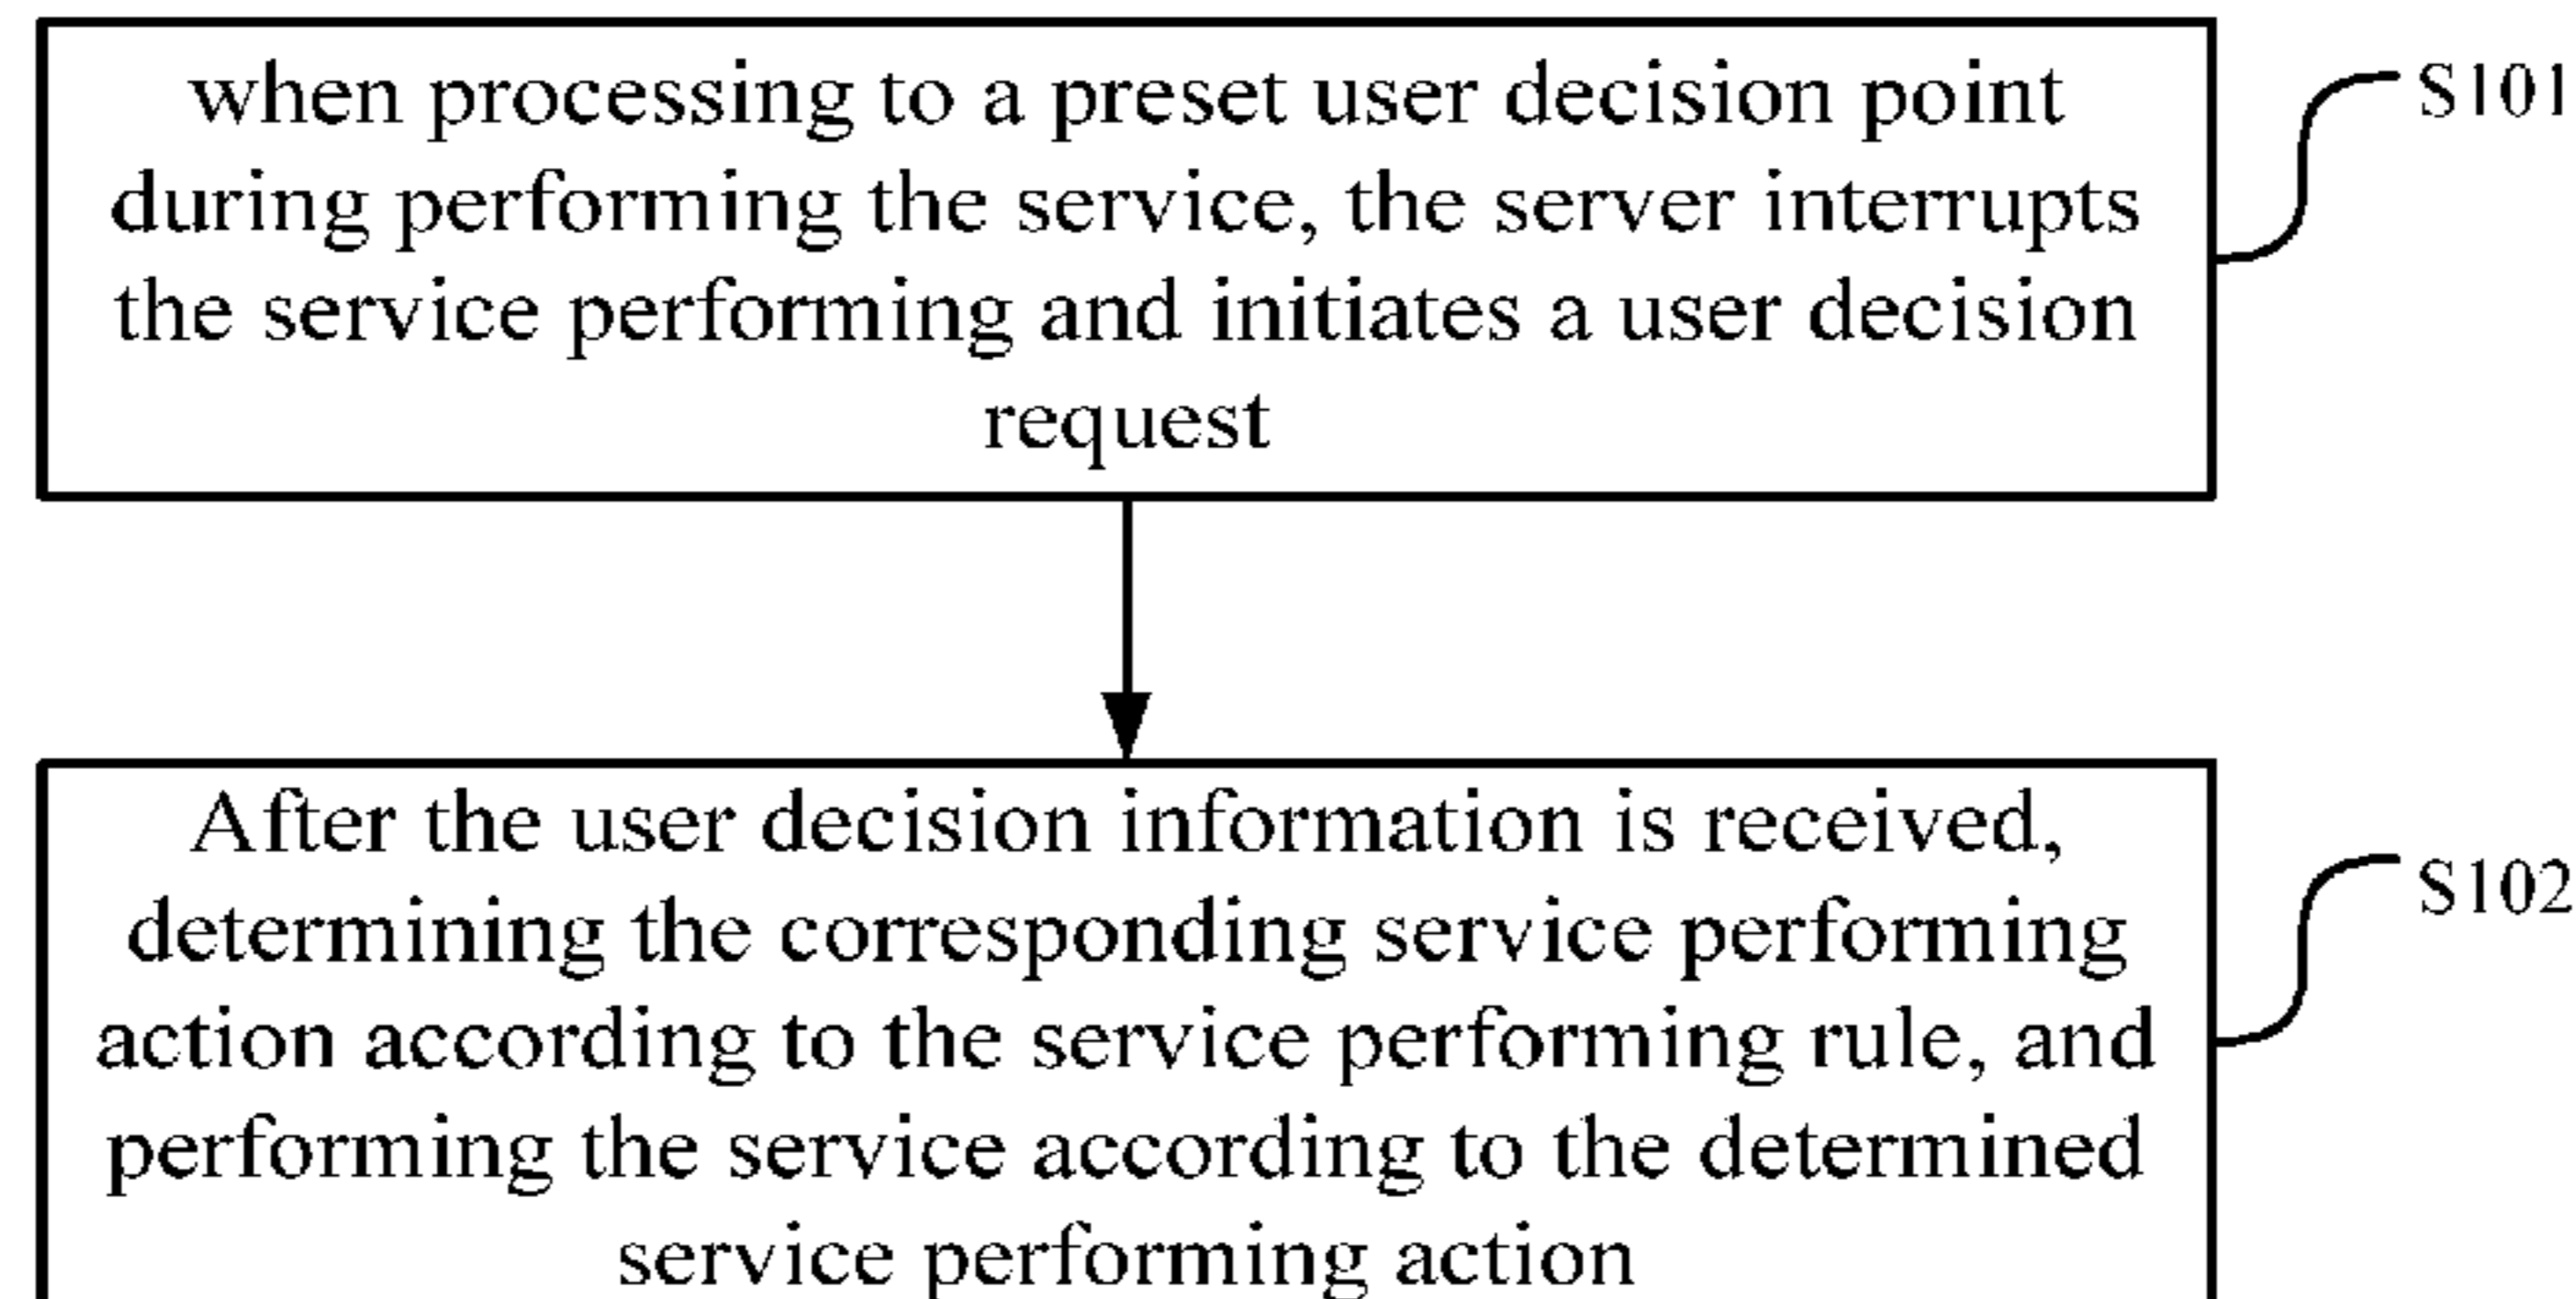 when processing to a preset user decision point
during performing the service, the server interrupts
the service performing and initiates a user decision
request
S101
After the user decision information is received,
determining the corresponding service performing
action according to the service performing rule, and
performing the service according to the determined
service performing action
S102